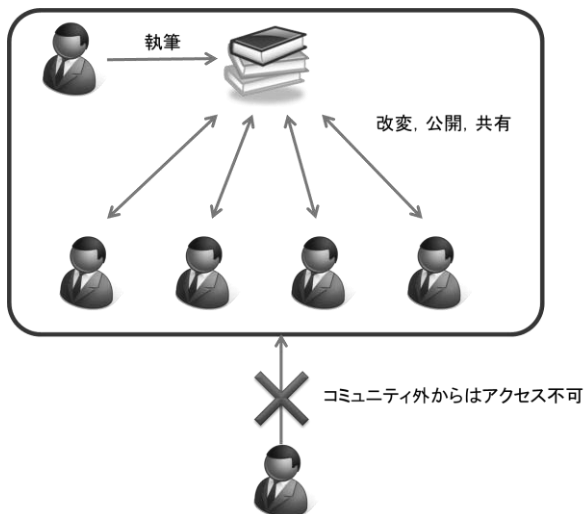 執筆
改変，公開，共有
コミュニティ外からはアクセス不可